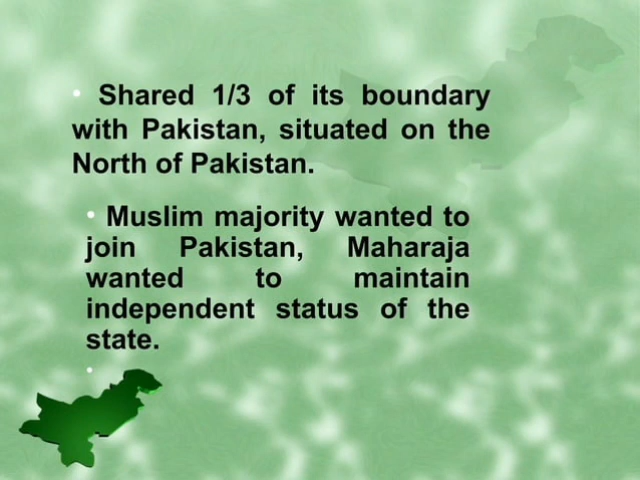 • Shared 1/3 of its boundary
with Pakistan, situated on the
North of Pakistan.
• Muslim majority wanted to
join Pakistan, Maharaja
wanted to maintain
independent status of the
state.
•